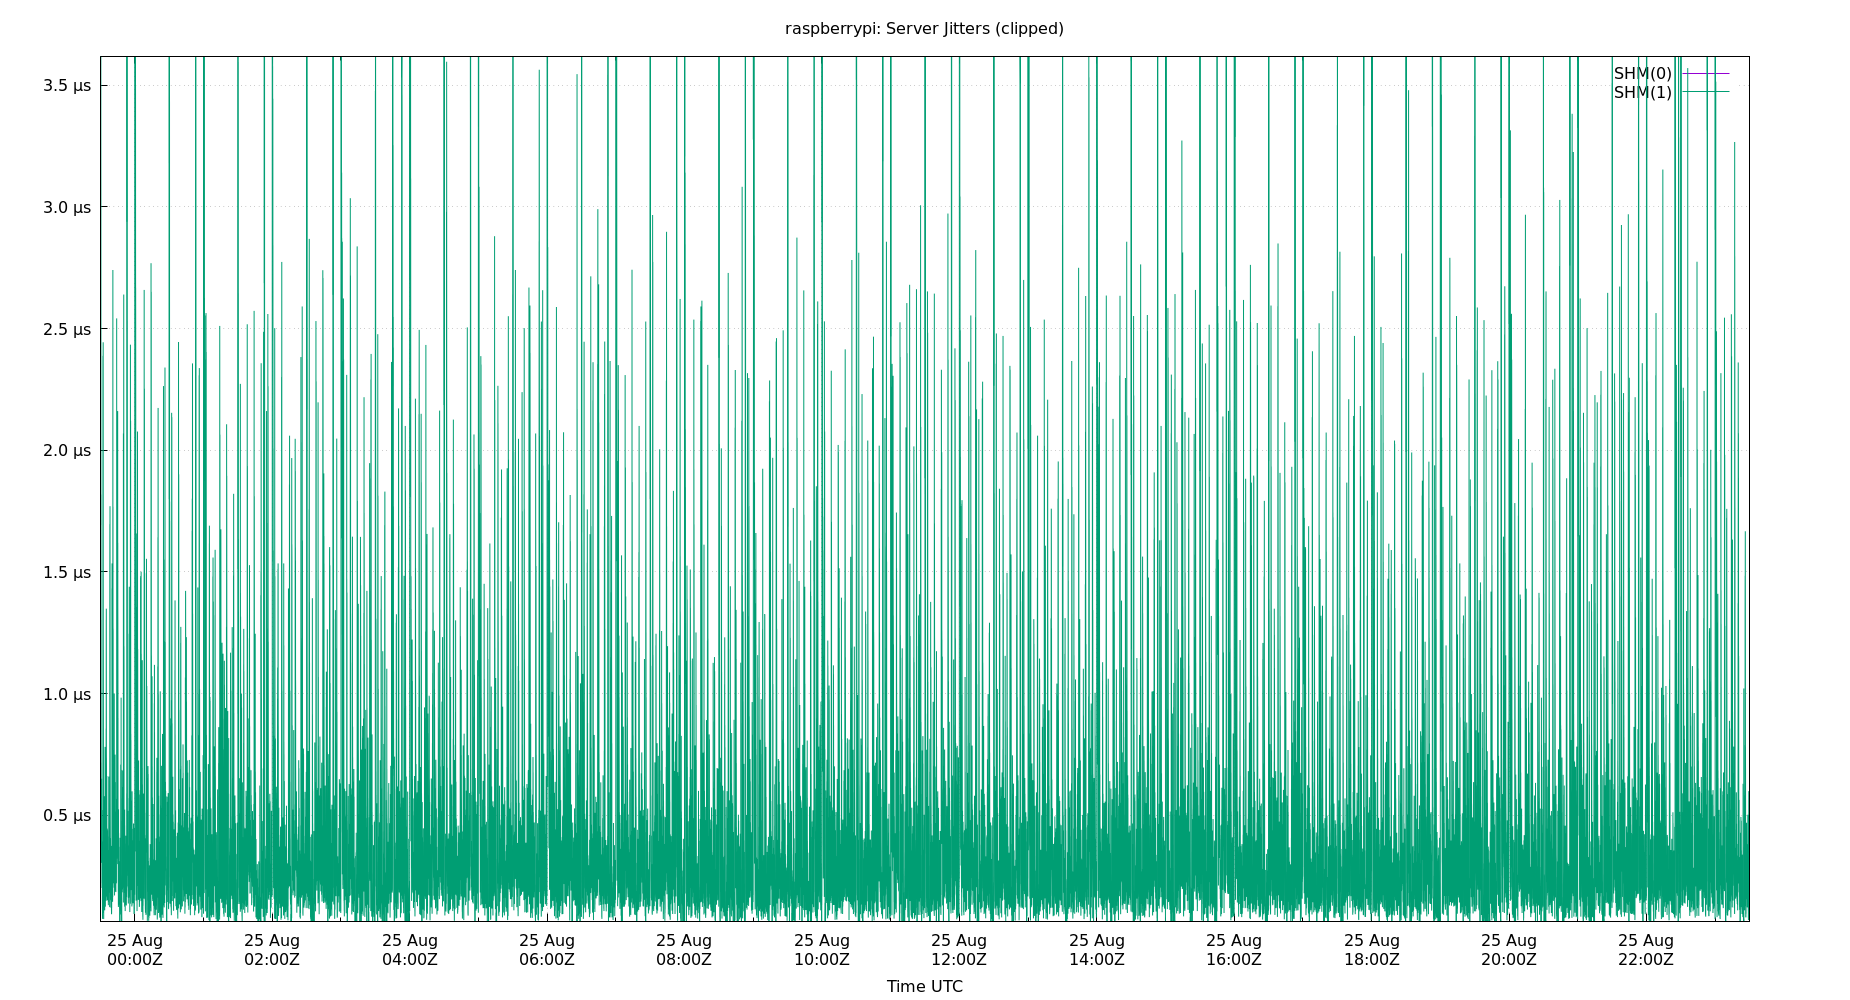 raspberrypi: Server Jitters (clipped)
SHM(0)
SHM(1)
3.5 µs
3.0 µs
2.5 µs
2.0 µs
1.5 µs
1.0 µs
0.5 µs
25 Aug 25 Aug 25 Aug 25 Aug 25 Aug 25 Aug 25 Aug 25 Aug 25 Aug 25 Aug 25 Aug 25 Aug
00:00Z 02:00Z 04:00Z 06:00Z 08:00Z 10:00Z 12:00Z 14:00Z 16:00Z 18:00Z 20:00Z 22:00Z
Time UTC